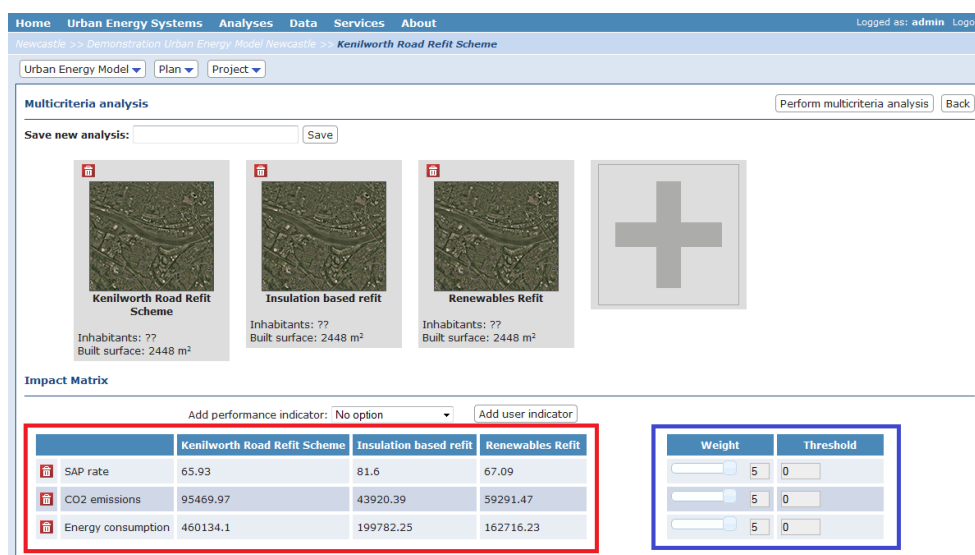 Home Urban Energy Systems Analyses Data Services About Logged as: admin Logo
Newcastle >> Demonstration Urban Energy Model Newcastle >> Kenilworth Road Refit Scheme
Urban Energy Model Plan Project
Multicriteria analysis Perform multicriteria analysis Back
Save new analysis: Save
Kenilworth Road Refit Scheme
Inhabitants: ??
Built surface: 2448 m²
Insulation based refit
Inhabitants: ??
Built surface: 2448 m²
Renewables Refit
Inhabitants: ??
Built surface: 2448 m²
Impact Matrix
Add performance indicator: No option Add user indicator
Kenilworth Road Refit Scheme Insulation based refit Renewables Refit Weight Threshold
SAP rate 65.93 81.6 67.09 5 0
CO2 emissions 95469.97 43920.39 59291.47 5 0
Energy consumption 460134.1 199782.25 162716.23 5 0